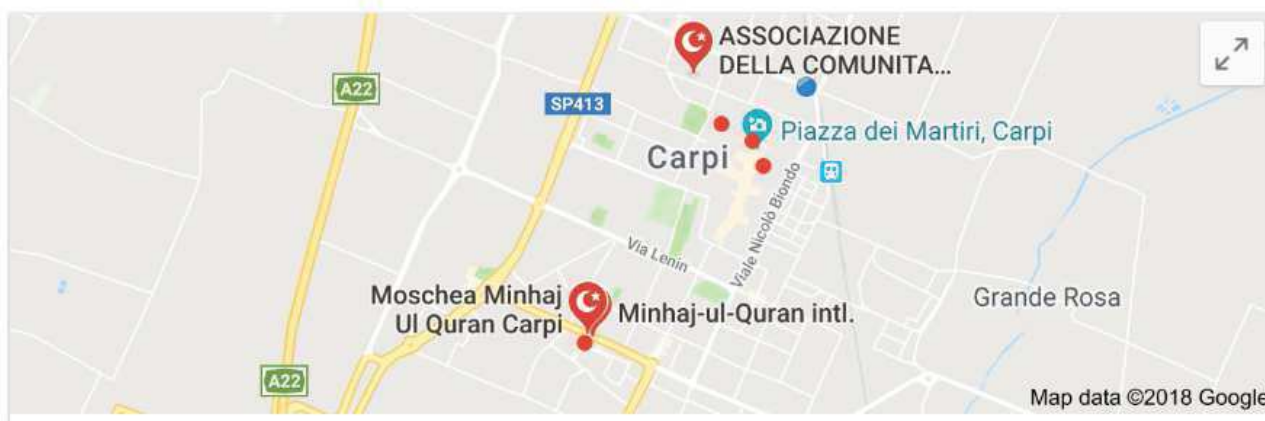 ASSOCIAZIONE
DELLA COMUNITA...
A22
SP413
Piazza dei Martiri, Carpi
Carpi
Viale Nicolò Biondo
Via Lenin
Moschea Minhaj
Ul Quran Carpi
Minhaj-ul-Quran intl.
Grande Rosa
A22
Map data ©2018 Google